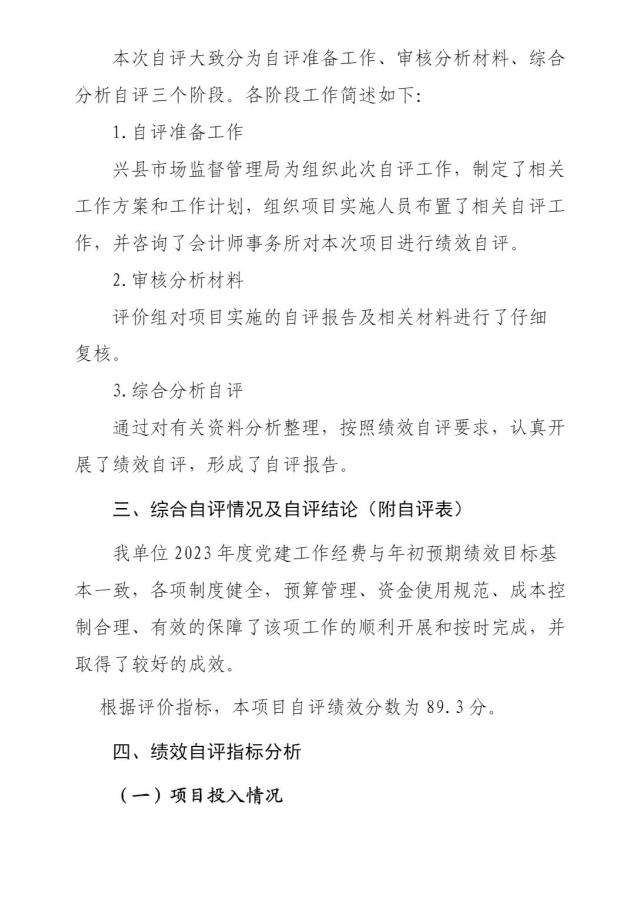 本次自评大致分为自评准备工作、审核分析材料、综合
分析自评三个阶段。各阶段工作简述如下：
1.自评准备工作
兴县市场监督管理局为组织此次自评工作，制定了相关
工作方案和工作计划，组织项目实施人员布置了相关自评工
作，并咨询了会计师事务所对本次项目进行绩效自评。
2.审核分析材料
评价组对项目实施的自评报告及相关材料进行了仔细
复核。
3.综合分析自评
通过对有关资料分析整理，按照绩效自评要求，认真开
展了绩效自评，形成了自评报告。
三、综合自评情况及自评结论（附自评表）
我单位 2023 年度党建工作经费与年初预期绩效目标基
本一致，各项制度健全，预算管理、资金使用规范、成本控
制合理、有效的保障了该项工作的顺利开展和按时完成，并
取得了较好的成效。
根据评价指标，本项目自评绩效分数为 89.3 分。
四、绩效自评指标分析
（一）项目投入情况